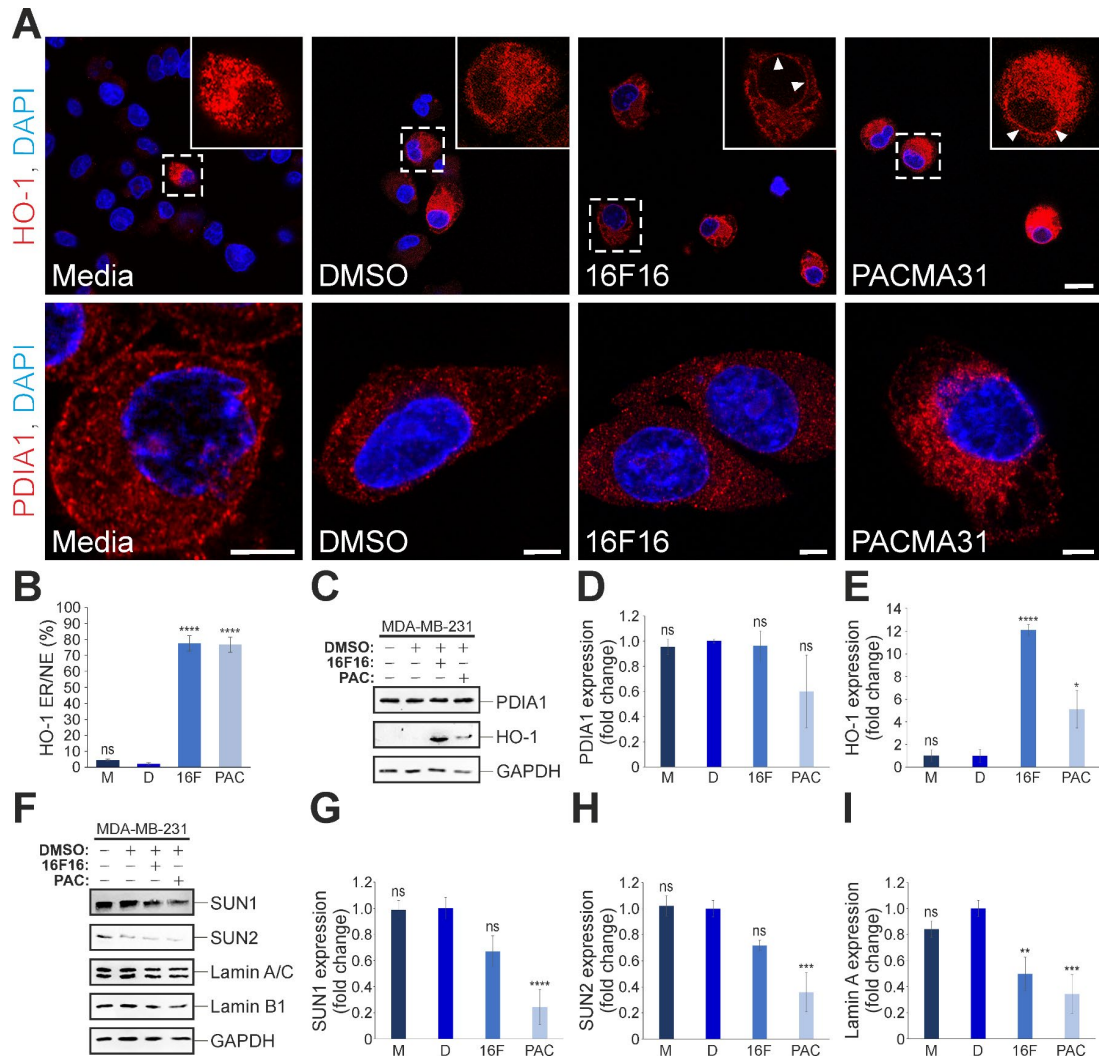 A
HO-1, DAPI
Media
DMSO
16F16
PACMA31
PDIA1, DAPI
Media
DMSO
16F16
PACMA31
B
HO-1 ER/NE (%)
100
90
80
70
60
50
40
30
20
10
0
ns
****
****
M D 16F PAC
C
MDA-MB-231
DMSO: – + + +
16F16: – – + –
PAC: – – – +
PDIA1
HO-1
GAPDH
D
PDIA1 expression
(fold change)
1.2
1.0
0.8
0.6
0.4
0.2
0
ns
ns
ns
M D 16F PAC
E
HO-1 expression
(fold change)
14
12
10
8
6
4
2
0
ns
****
*
M D 16F PAC
F
MDA-MB-231
DMSO: – + + +
16F16: – – + –
PAC: – – – +
SUN1
SUN2
Lamin A/C
Lamin B1
GAPDH
G
SUN1 expression
(fold change)
1.2
1.0
0.8
0.6
0.4
0.2
0
ns
ns
****
M D 16F PAC
H
SUN2 expression
(fold change)
1.2
1.0
0.8
0.6
0.4
0.2
0
ns
ns
***
M D 16F PAC
I
Lamin A expression
(fold change)
1.2
1.0
0.8
0.6
0.4
0.2
0
ns
**
***
M D 16F PAC